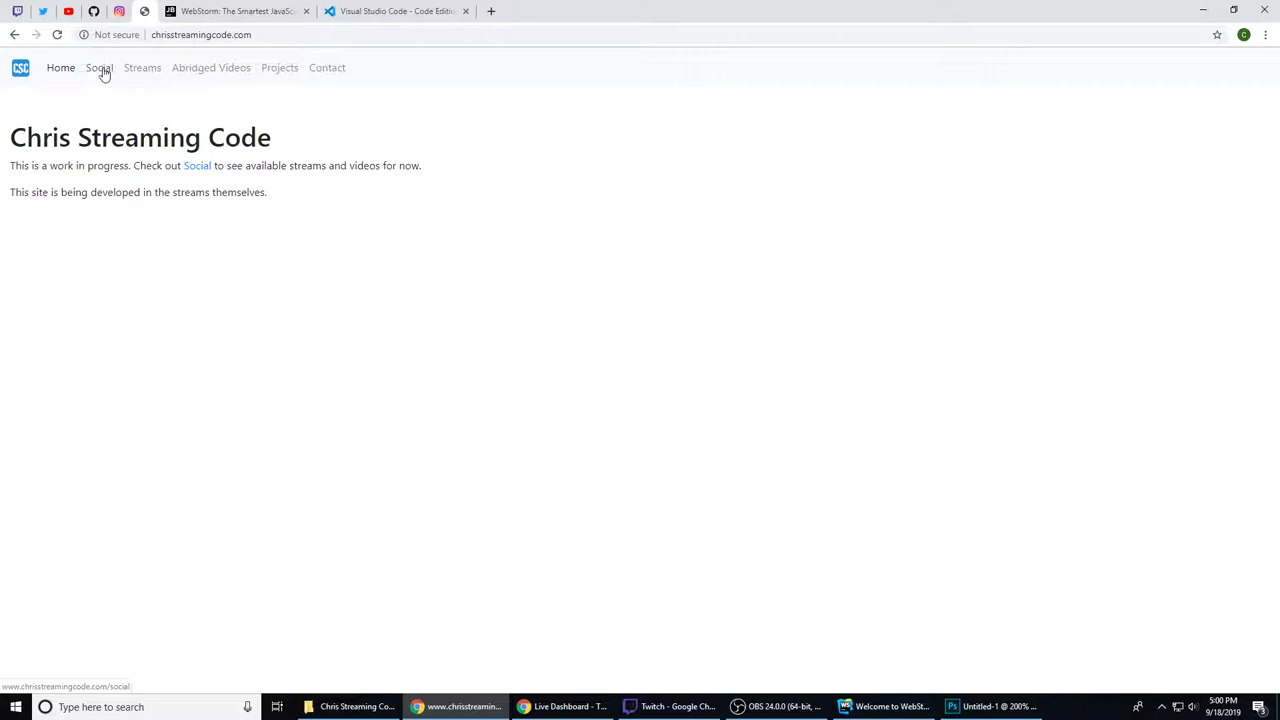 WebStorm: The Smartest JavaSc
Visual Studio Code - Code Editin
Not secure chrisstreamingcode.com
C
CSC Home Social Streams Abridged Videos Projects Contact
Chris Streaming Code
This is a work in progress. Check out Social to see available streams and videos for now.
This site is being developed in the streams themselves.
www.chrisstreamingcode.com/social
Type here to search
Chris Streaming Co...
www.chrisstreamin...
Live Dashboard - T...
Twitch - Google Ch...
OBS 24.0.0 (64-bit, ...
Welcome to WebSt...
Untitled-1 @ 200% ...
5:00 PM
9/18/2019